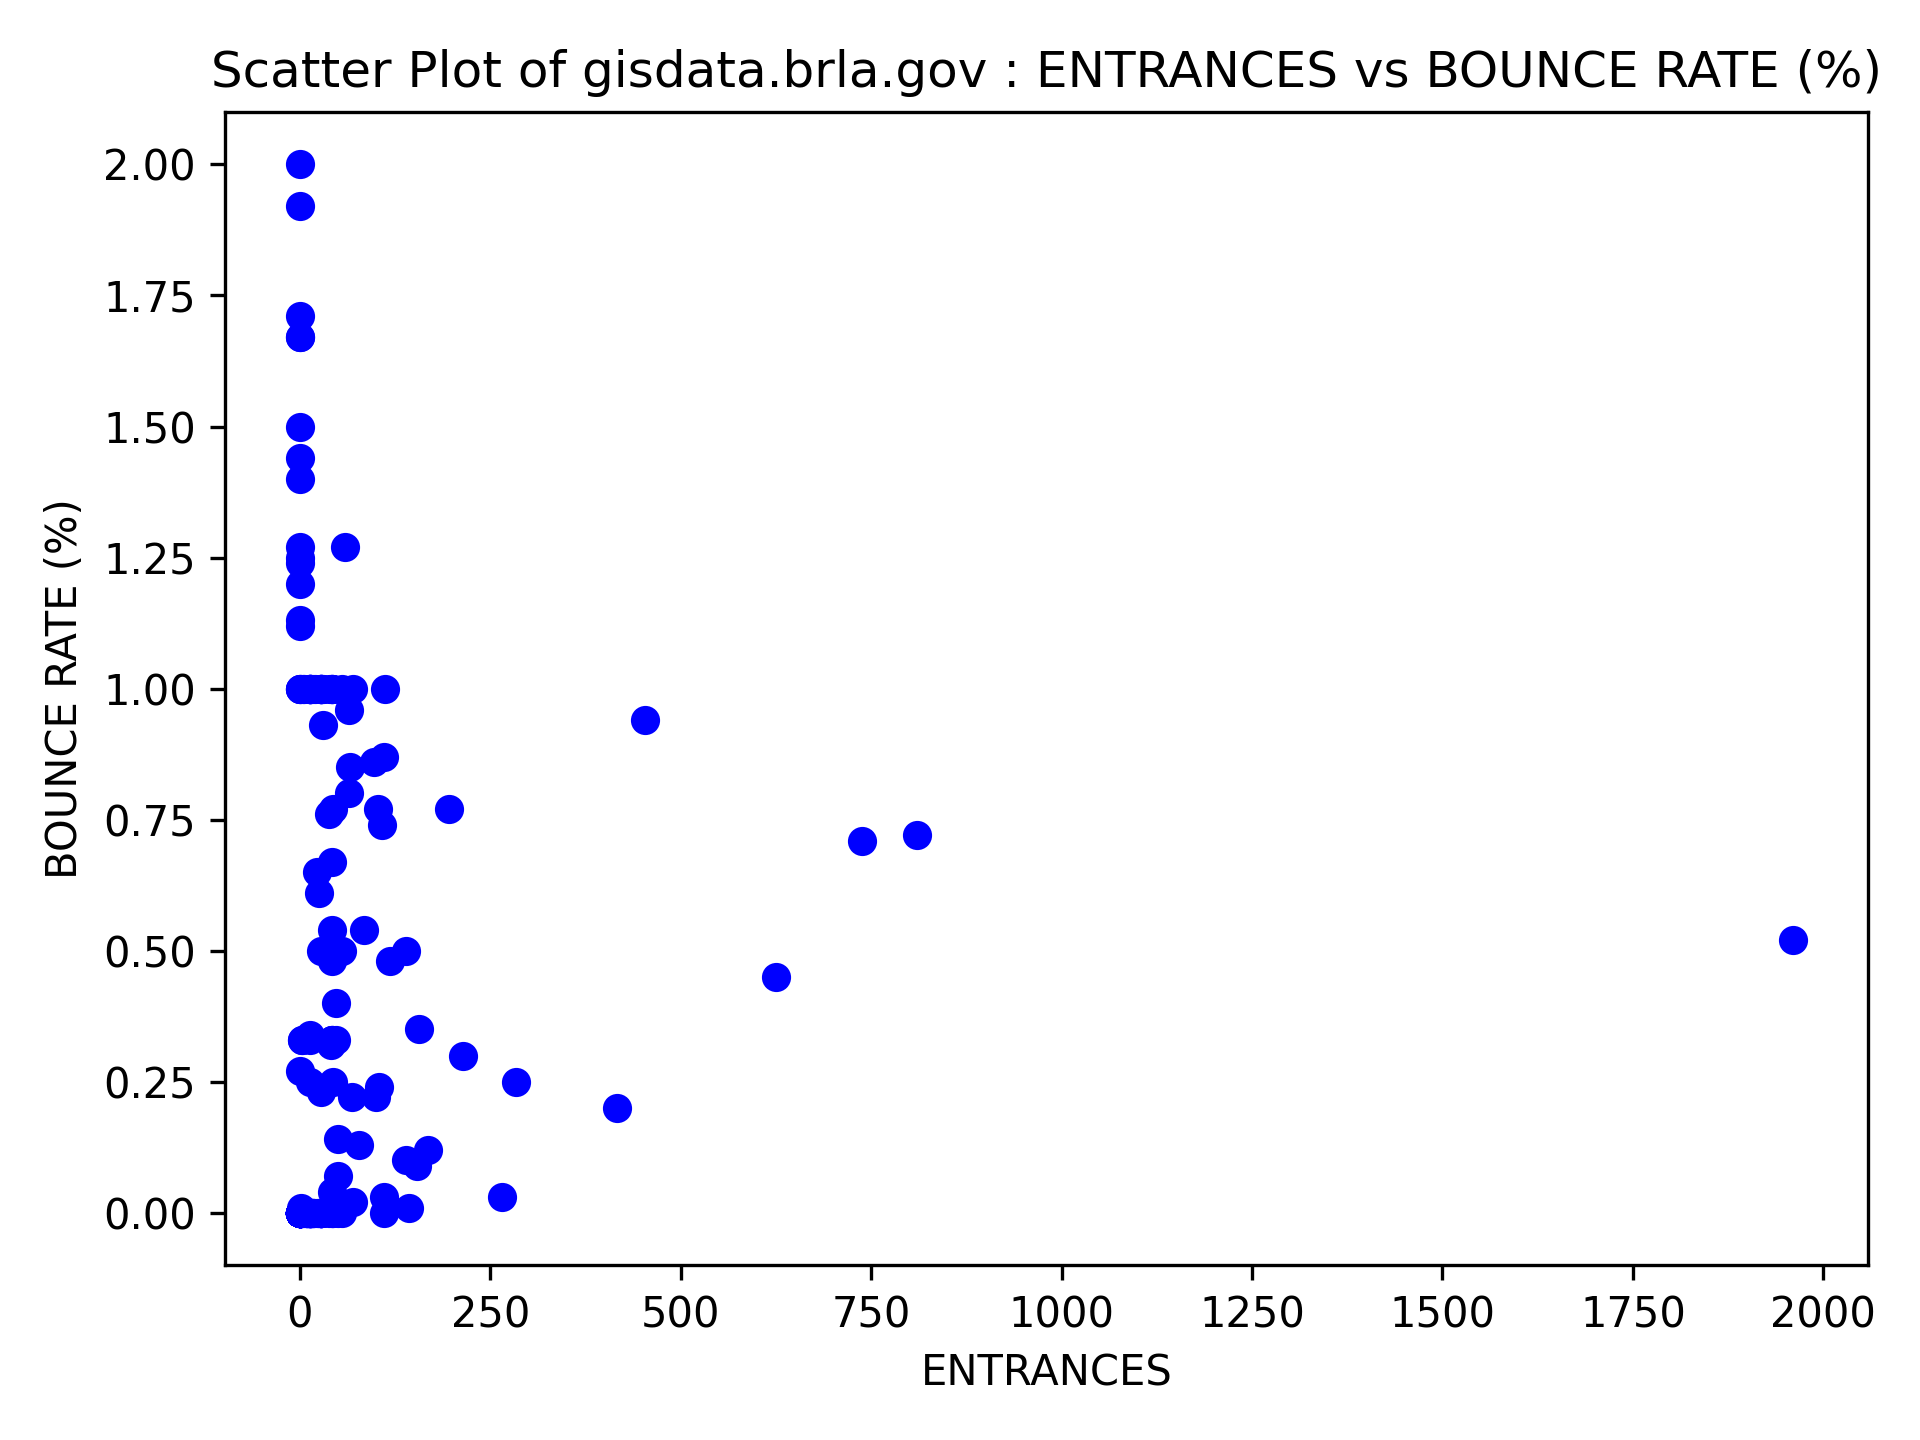 Scatter Plot of gisdata.brla.gov : ENTRANCES vs BOUNCE RATE (%)
BOUNCE RATE (%)
2.00
1.75
1.50
1.25
1.00
0.75
0.50
0.25
0.00
0 250 500 750 1000 1250 1500 1750 2000
ENTRANCES